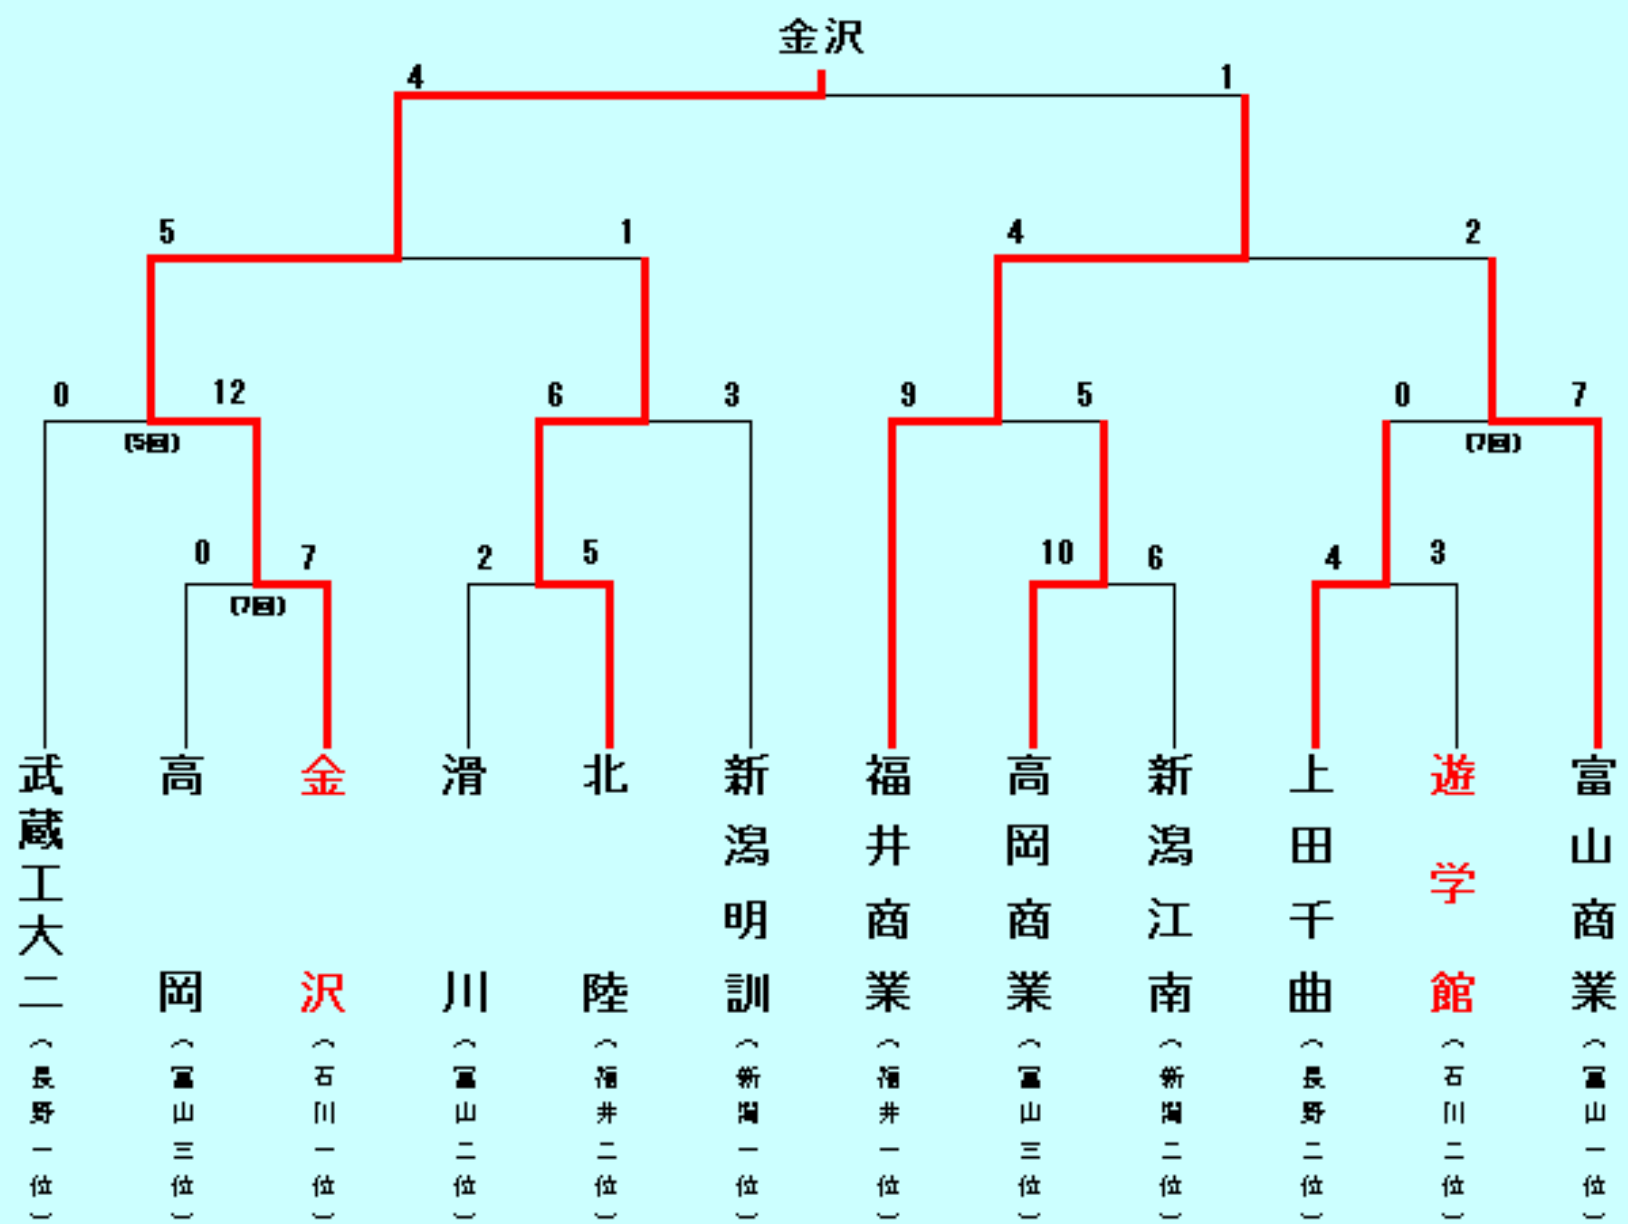 金沢
4 1
5 1 4 2
0 12 6 3 9 5 0 7
(5回) (7回)
0 7 2 5 10 6 4 3
(7回)
武蔵工大二(長野一位)
高岡(富山三位)
金沢(石川一位)
滑川(富山二位)
北陸(福井二位)
新潟明訓(新潟一位)
福井商業(福井一位)
高岡商業(富山三位)
新潟江南(新潟二位)
上田千曲(長野二位)
遊学館(石川二位)
富山商業(富山一位)